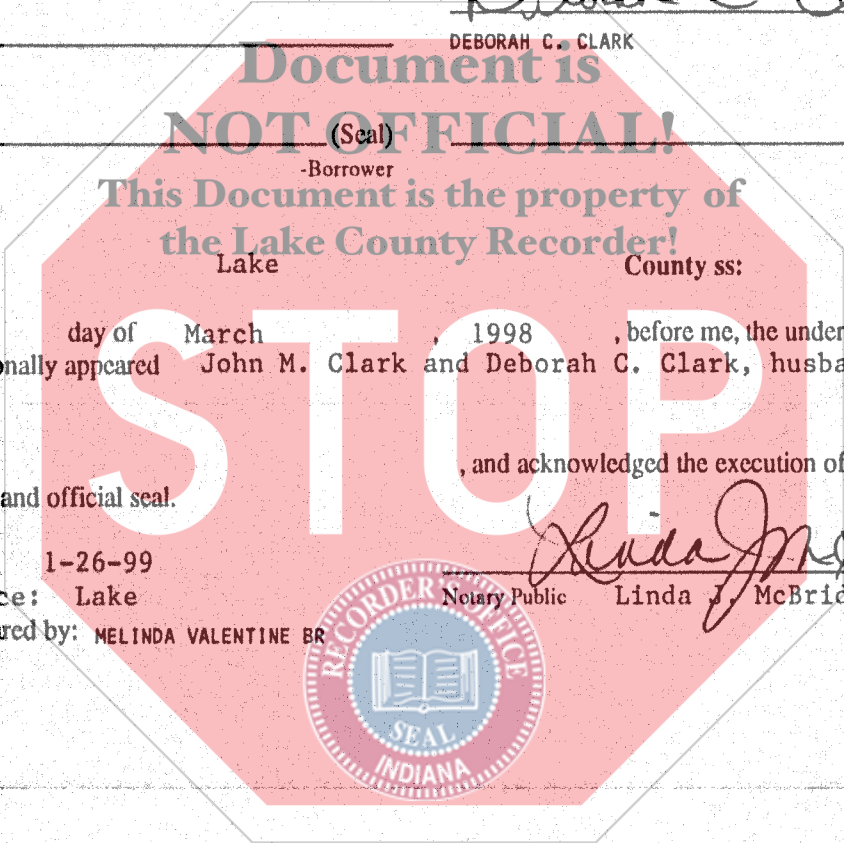 DEBORAH C. CLARK
Document is
NOT OFFICIAL!
(Seal)
-Borrower
This Document is the property of
the Lake County Recorder!
Lake County ss:
STOP
day of March , 1998 , before me, the under
onally appeared John M. Clark and Deborah C. Clark, husba
, and acknowledged the execution of
and official seal.
Linda J. Mc
1-26-99
ce: Lake Notary Public Linda J. McBrid
red by: MELINDA VALENTINE BR
RECORDER'S OFFICE
SEAL
INDIANA